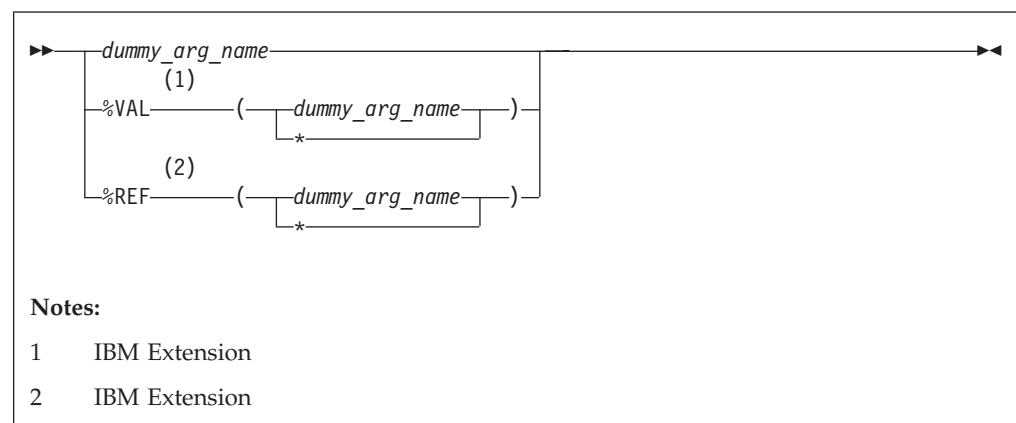 dummy_arg_name
(1)
%VAL ( dummy_arg_name )
*
(2)
%REF ( dummy_arg_name )
*
Notes:
1 IBM Extension
2 IBM Extension